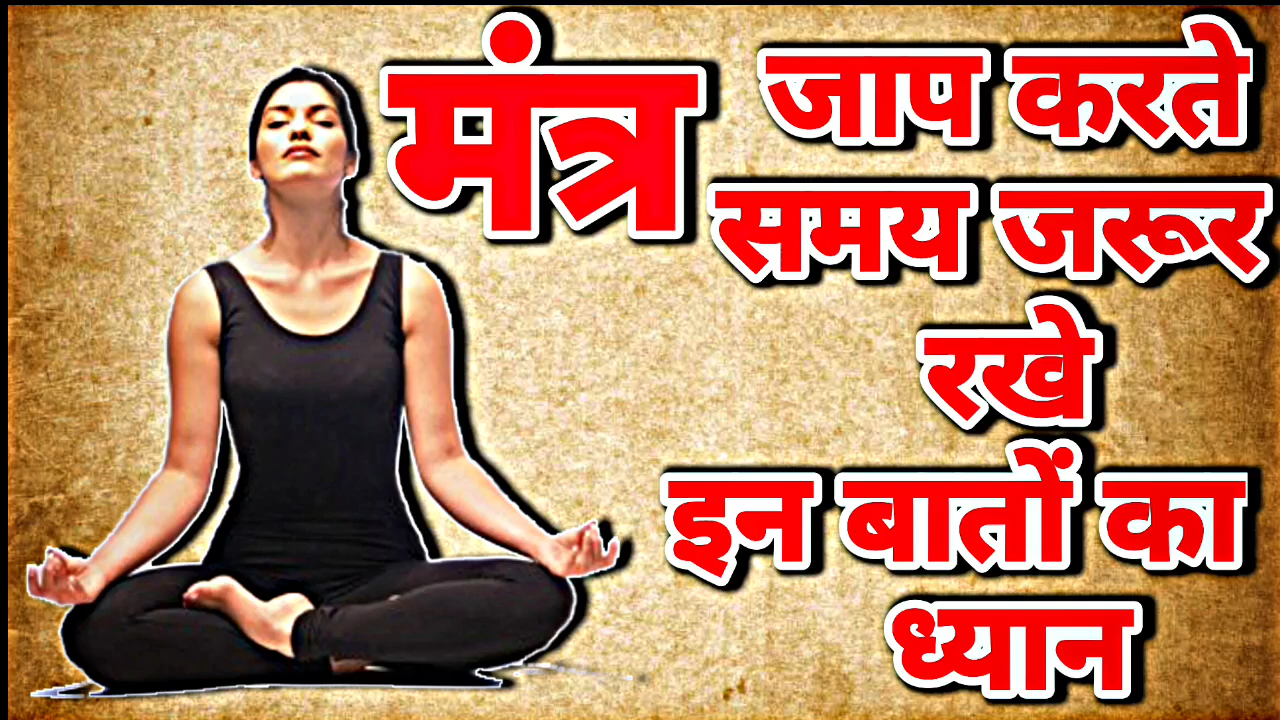 मंत्र जाप करते
समय जरूर
रखे
इन बातों का
ध्यान